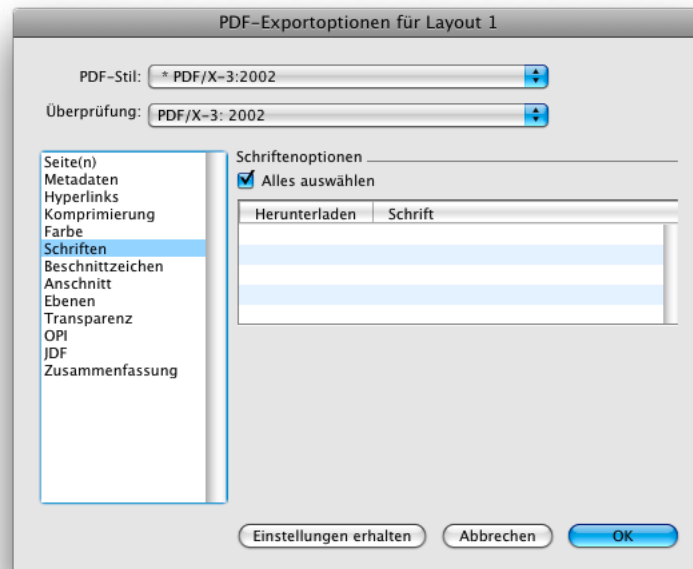 PDF-Exportoptionen für Layout 1
PDF-Stil: * PDF/X-3:2002
Überprüfung: PDF/X-3: 2002
Seite(n)
Metadaten
Hyperlinks
Komprimierung
Farbe
Schriften
Beschnittzeichen
Anschnitt
Ebenen
Transparenz
OPI
JDF
Zusammenfassung
Schriftenoptionen
Alles auswählen
Herunterladen Schrift
Einstellungen erhalten Abbrechen OK